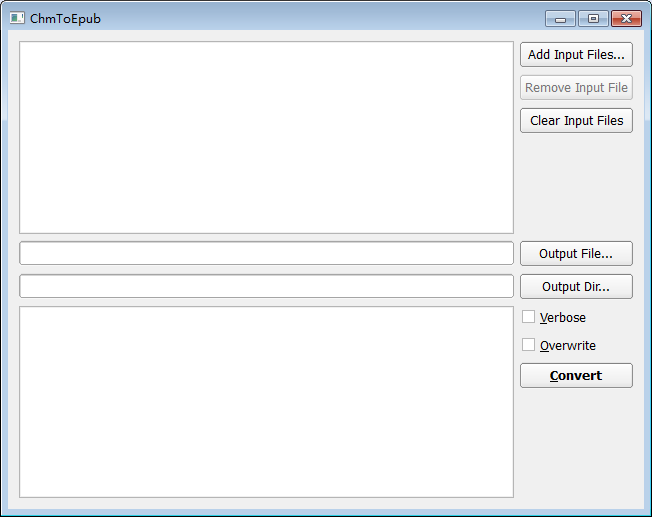 ChmToEpub
Add Input Files...
Remove Input File
Clear Input Files
Output File...
Output Dir...
Verbose
Overwrite
Convert